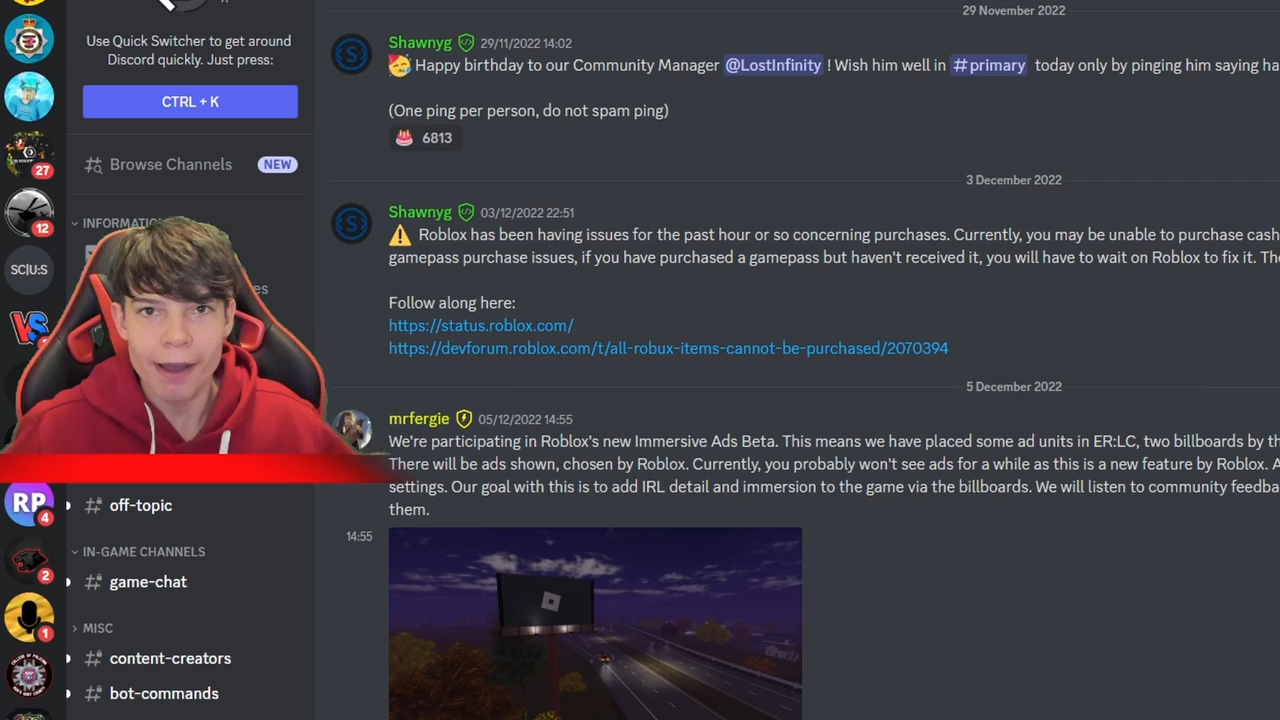 Use Quick Switcher to get around
Discord quickly. Just press:
CTRL + K
Browse Channels NEW
INFORMATIO
es
off-topic
IN-GAME CHANNELS
game-chat
MISC
content-creators
bot-commands
27
12
SC|U:S
VS
RP
4
2
1
29 November 2022
Shawnyg 29/11/2022 14:02
Happy birthday to our Community Manager @LostInfinity ! Wish him well in #primary today only by pinging him saying ha
(One ping per person, do not spam ping)
6813
3 December 2022
Shawnyg 03/12/2022 22:51
Roblox has been having issues for the past hour or so concerning purchases. Currently, you may be unable to purchase cash
gamepass purchase issues, if you have purchased a gamepass but haven't received it, you will have to wait on Roblox to fix it. The
Follow along here:
https://status.roblox.com/
https://devforum.roblox.com/t/all-robux-items-cannot-be-purchased/2070394
5 December 2022
mrfergie 05/12/2022 14:55
We're participating in Roblox's new Immersive Ads Beta. This means we have placed some ad units in ER:LC, two billboards by th
There will be ads shown, chosen by Roblox. Currently, you probably won't see ads for a while as this is a new feature by Roblox. A
settings. Our goal with this is to add IRL detail and immersion to the game via the billboards. We will listen to community feedba
them.
14:55